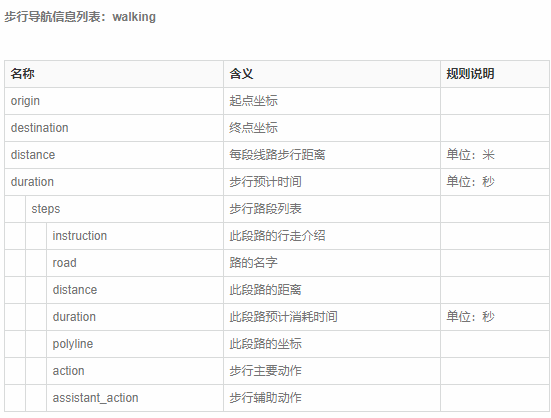 步行导航信息列表：walking
名称 含义 规则说明
origin 起点坐标
destination 终点坐标
distance 每段线路步行距离 单位：米
duration 步行预计时间 单位：秒
steps 步行路段列表
instruction 此段路的行走介绍
road 路的名字
distance 此段路的距离
duration 此段路预计消耗时间 单位：秒
polyline 此段路的坐标
action 步行主要动作
assistant_action 步行辅助动作